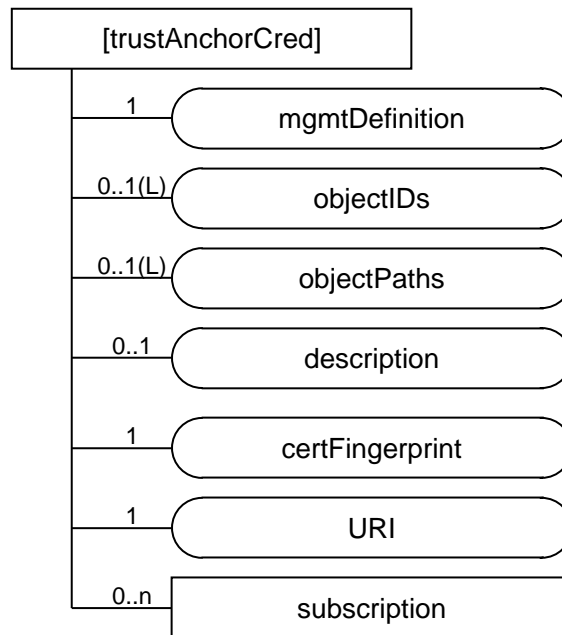 [trustAnchorCred]
1
mgmtDefinition
0..1(L)
objectIDs
0..1(L)
objectPaths
0..1
description
1
certFingerprint
1
URI
0..n
subscription